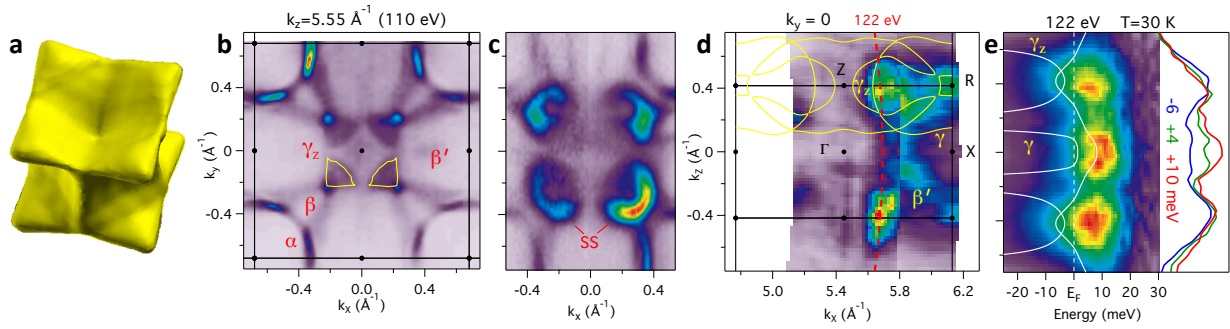 a
b
k_z=5.55 Å⁻¹ (110 eV)
0.4
0.0
-0.4
k_y (Å⁻¹)
γ_z
β'
β
α
-0.4 0.0 0.4
k_x (Å⁻¹)
c
SS
-0.4 0.0 0.4
k_x (Å⁻¹)
d
k_y = 0
122 eV
0.4
0.0
-0.4
k_z (Å⁻¹)
Z
γ_z
R
Γ
γ
X
β'
5.0 5.4 5.8 6.2
k_x (Å⁻¹)
e
122 eV T=30 K
γ_z
γ
-6 +4 +10 meV
-20 -10 E_F 10 20 30
Energy (meV)